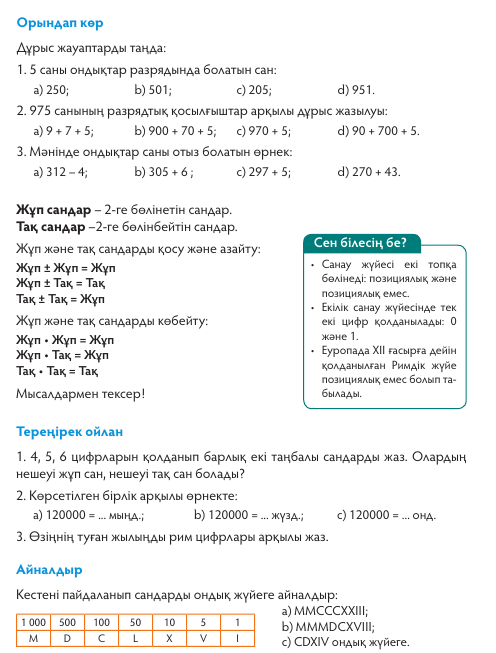 Орындап көр
Дұрыс жауаптарды таңда:
1. 5 саны ондықтар разрядында болатын сан:
a) 250; b) 501; c) 205; d) 951.
2. 975 санының разрядтық қосылғыштар арқылы дұрыс жазылуы:
a) 9 + 7 + 5; b) 900 + 70 + 5; c) 970 + 5; d) 90 + 700 + 5.
3. Мәнінде ондықтар саны отыз болатын өрнек:
a) 312 – 4; b) 305 + 6 ; c) 297 + 5; d) 270 + 43.
Жұп сандар – 2-ге бөлінетін сандар.
Тақ сандар –2-ге бөлінбейтін сандар.
Жұп және тақ сандарды қосу және азайту:
Жұп ± Жұп = Жұп
Жұп ± Тақ = Тақ
Тақ ± Тақ = Жұп
Жұп және тақ сандарды көбейту:
Жұп • Жұп = Жұп
Жұп • Тақ = Жұп
Тақ • Тақ = Тақ
Мысалдармен тексер!
Сен білесің бе?
• Санау жүйесі екі топқа
бөлінеді: позициялық және
позициялық емес.
• Екілік санау жүйесінде тек
екі цифр қолданылады: 0
және 1.
• Еуропада XII ғасырға дейін
қолданылған Римдік жүйе
позициялық емес болып та-
былады.
Тереңірек ойлан
1. 4, 5, 6 цифрларын қолданып барлық екі таңбалы сандарды жаз. Олардың
нешеуі жұп сан, нешеуі тақ сан болады?
2. Көрсетілген бірлік арқылы өрнекте:
a) 120000 = ... мыңд.; b) 120000 = ... жүзд.; c) 120000 = ... онд.
3. Өзіңнің туған жылыңды рим цифрлары арқылы жаз.
Айналдыр
Кестені пайдаланып сандарды ондық жүйеге айналдыр:
1 000 500 100 50 10 5 1
M D C L X V I
a) MMCCCXXIII;
b) MMMDCXVIII;
c) CDXIV ондық жүйеге.